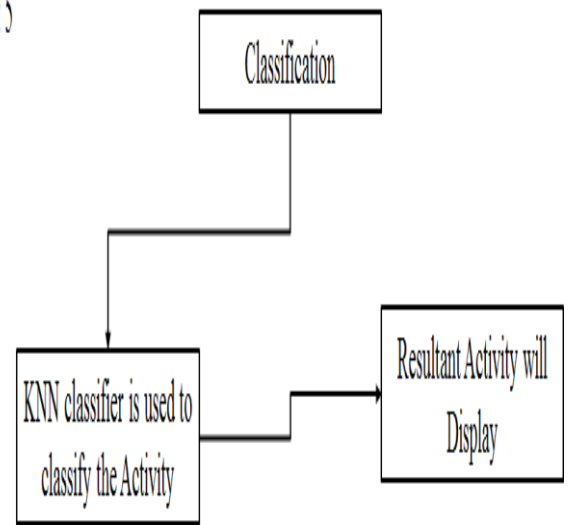 Classification
KNN classifier is used to
classify the Activity
Resultant Activity will
Display